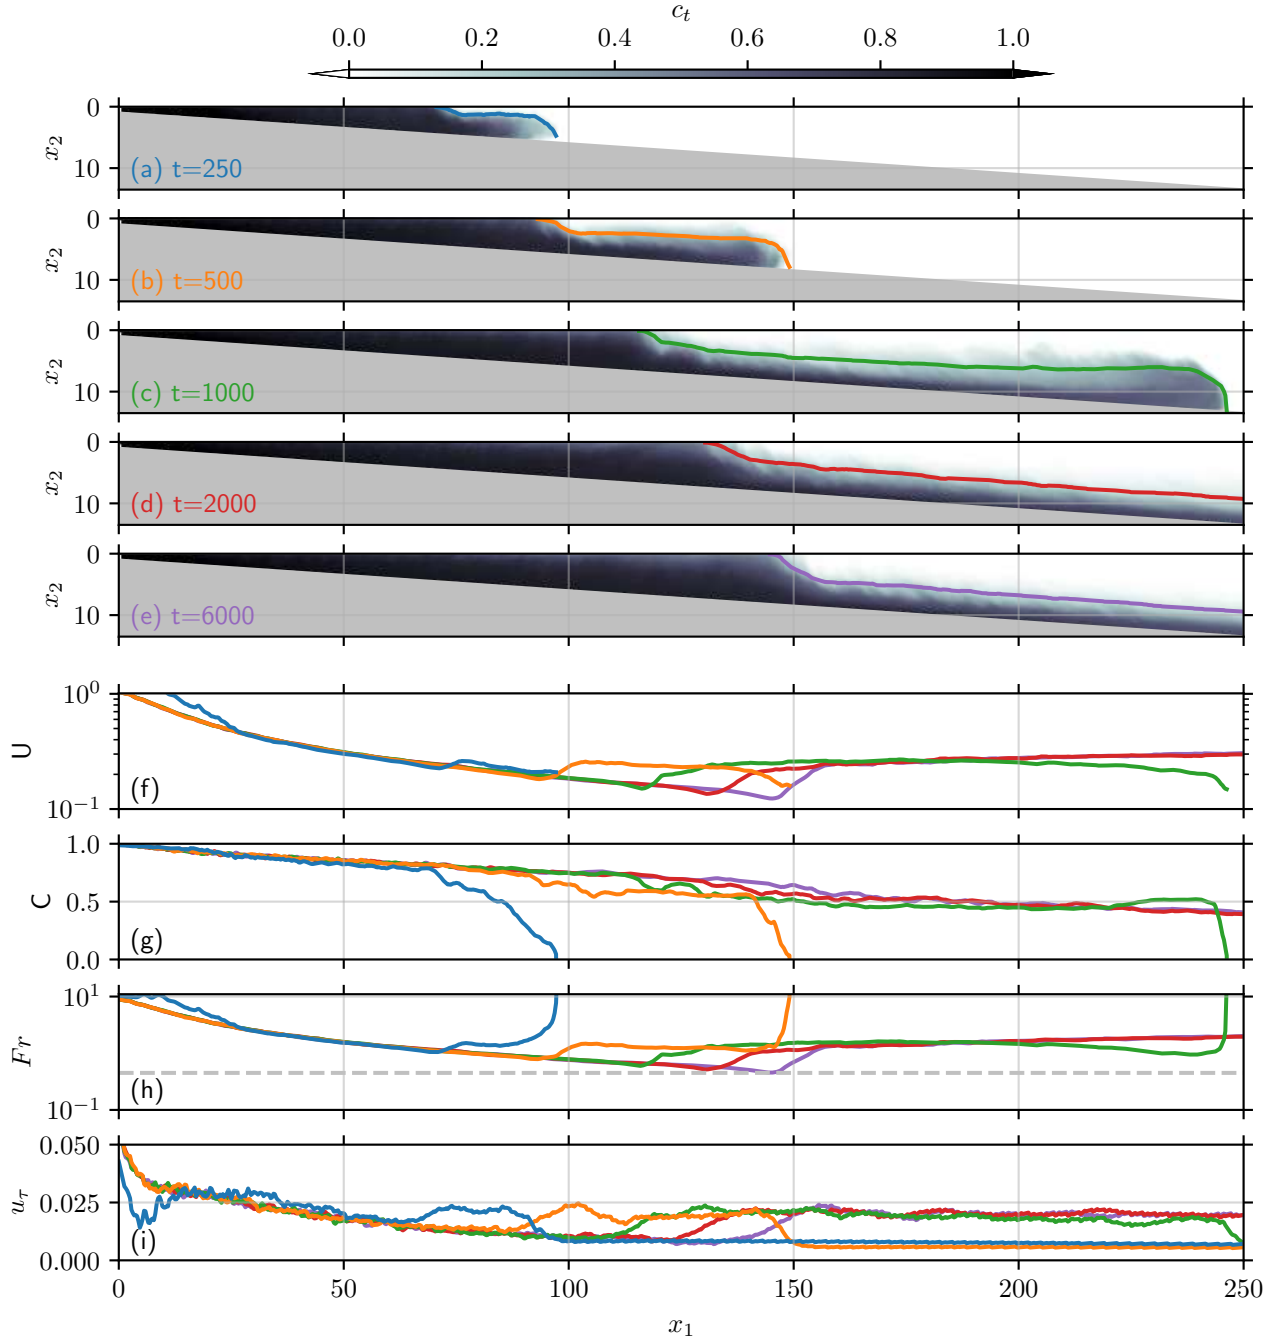 c_t
0.0 0.2 0.4 0.6 0.8 1.0
0
x_2
10
(a) t=250
0
x_2
10
(b) t=500
0
x_2
10
(c) t=1000
0
x_2
10
(d) t=2000
0
x_2
10
(e) t=6000
10^0
U
10^{-1}
(f)
1.0
C
0.5
0.0
(g)
10^1
Fr
10^{-1}
(h)
0.050
u_τ
0.025
0.000
(i)
0 50 100 150 200 250
x_1